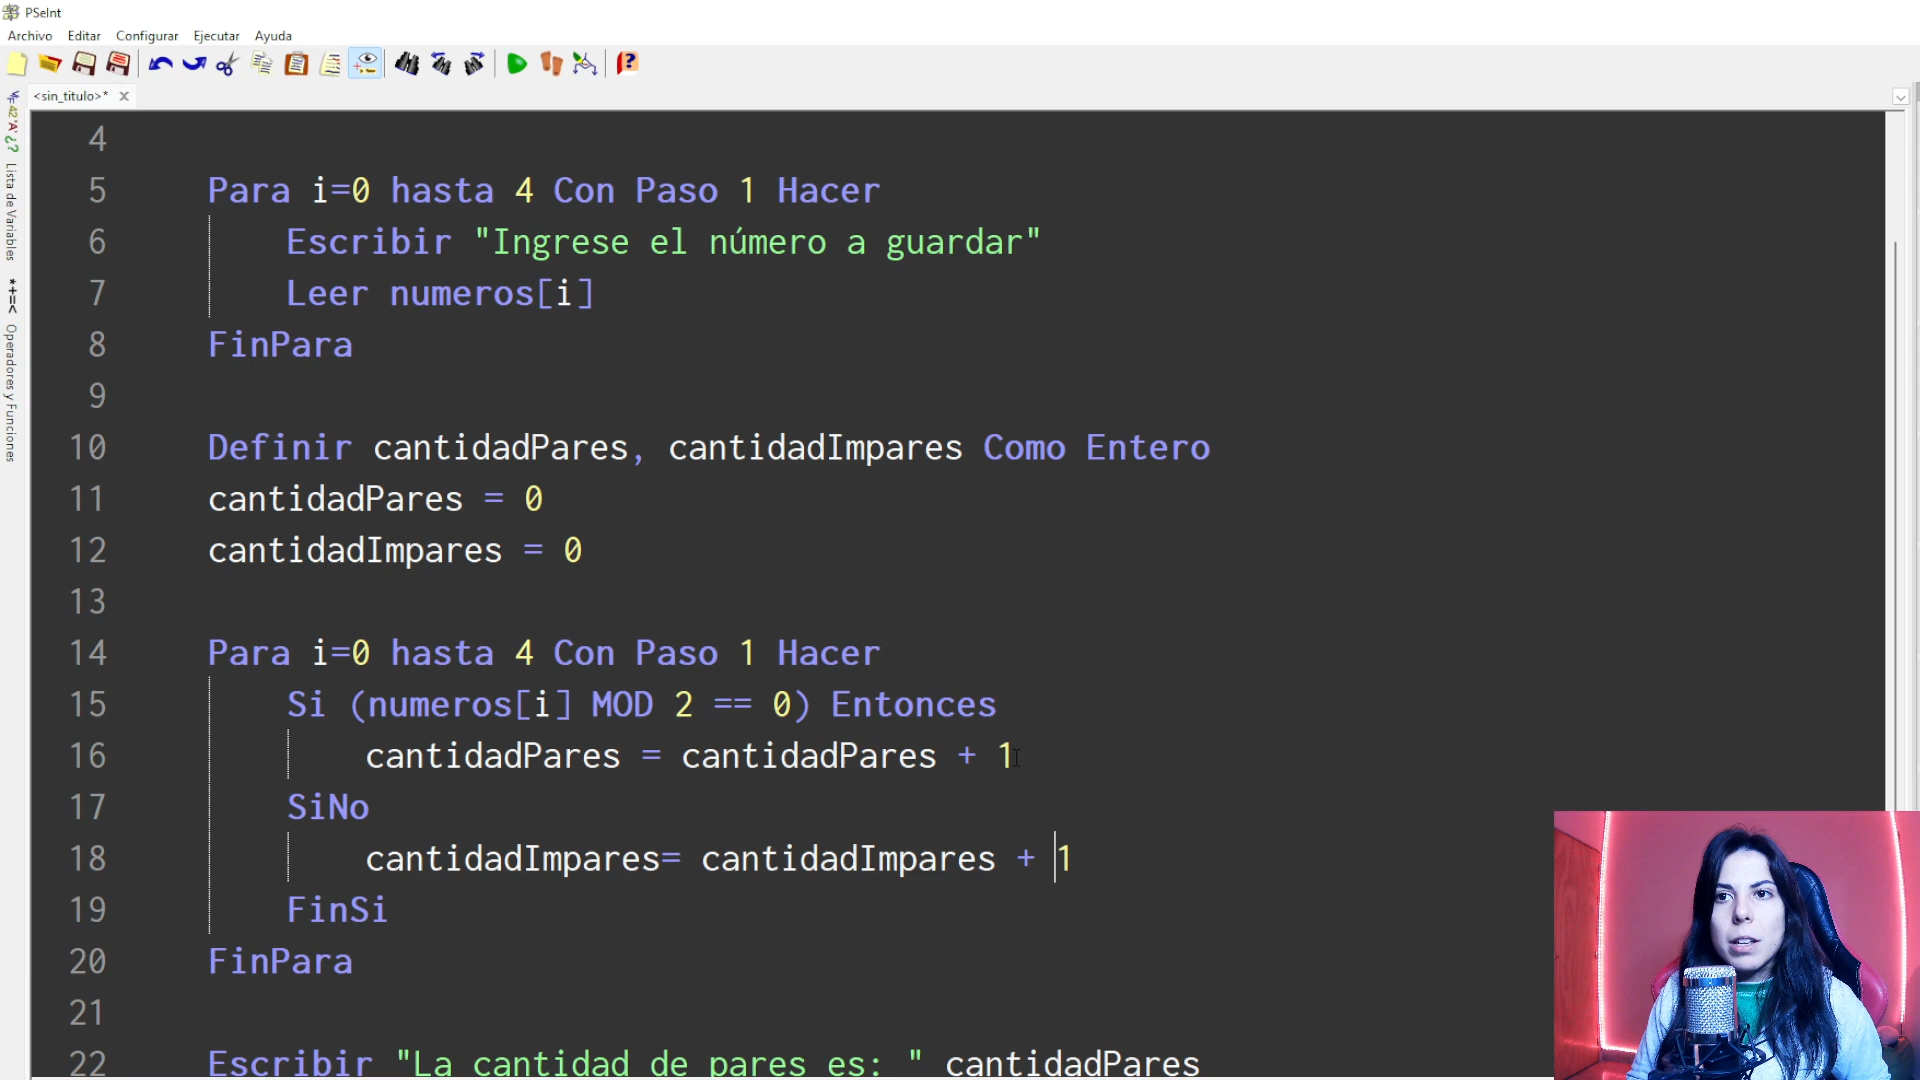 PSeInt
Archivo Editar Configurar Ejecutar Ayuda
<sin_titulo>*
4
5 Para i=0 hasta 4 Con Paso 1 Hacer
6 Escribir "Ingrese el número a guardar"
7 Leer numeros[i]
8 FinPara
9
10 Definir cantidadPares, cantidadImpares Como Entero
11 cantidadPares = 0
12 cantidadImpares = 0
13
14 Para i=0 hasta 4 Con Paso 1 Hacer
15 Si (numeros[i] MOD 2 == 0) Entonces
16 cantidadPares = cantidadPares + 1
17 SiNo
18 cantidadImpares= cantidadImpares + 1
19 FinSi
20 FinPara
21
22 Escribir "La cantidad de pares es: " cantidadPares
42 'A' ¿?
Lista de Variables
*+=<
Operadores y Funciones